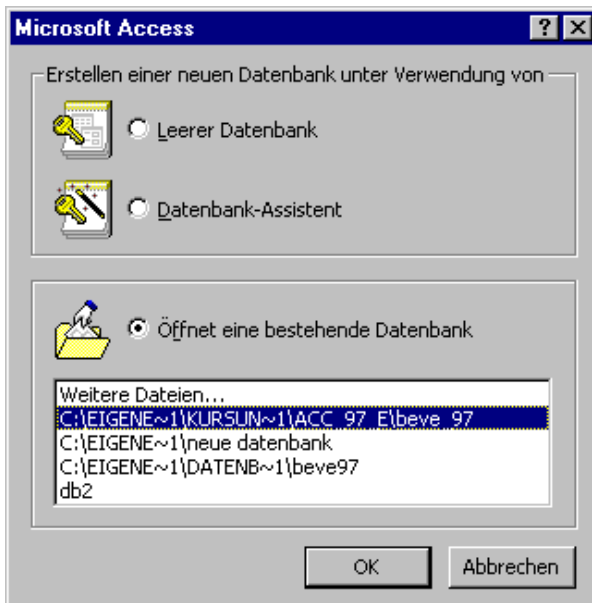 Microsoft Access
Erstellen einer neuen Datenbank unter Verwendung von
Leerer Datenbank
Datenbank-Assistent
Öffnet eine bestehende Datenbank
Weitere Dateien...
C:\EIGENE~1\KURSUN~1\ACC_97_E\beve_97
C:\EIGENE~1\neue datenbank
C:\EIGENE~1\DATENB~1\beve97
db2
OK
Abbrechen